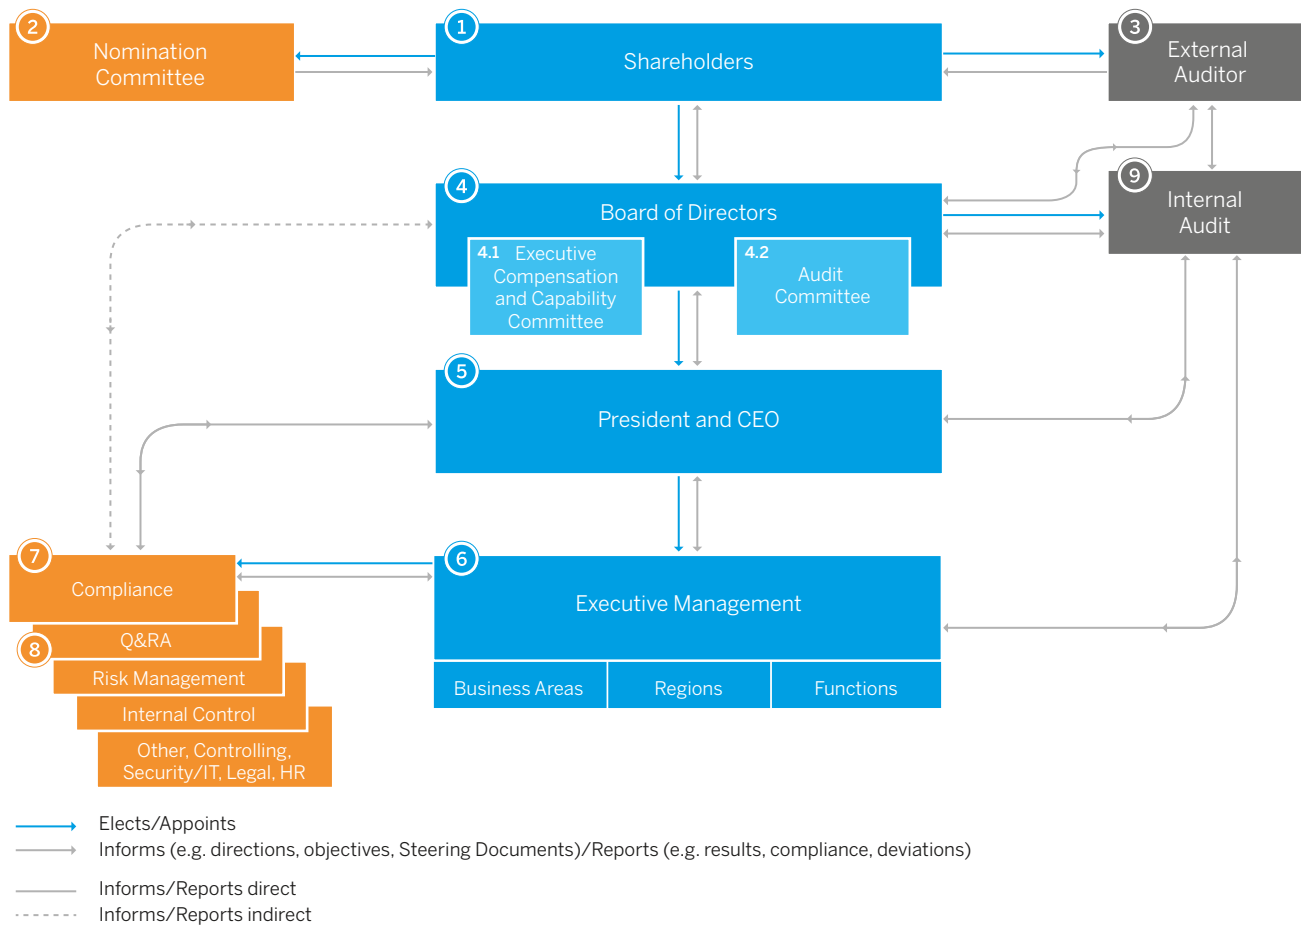 2
Nomination
Committee
1
Shareholders
3
External
Auditor
4
Board of Directors
4.1 Executive
Compensation
and Capability
Committee
4.2
Audit
Committee
9
Internal
Audit
5
President and CEO
7
Compliance
8
Q&RA
Risk Management
Internal Control
Other, Controlling,
Security/IT, Legal, HR
6
Executive Management
Business Areas
Regions
Functions
Elects/Appoints
Informs (e.g. directions, objectives, Steering Documents)/Reports (e.g. results, compliance, deviations)
Informs/Reports direct
Informs/Reports indirect